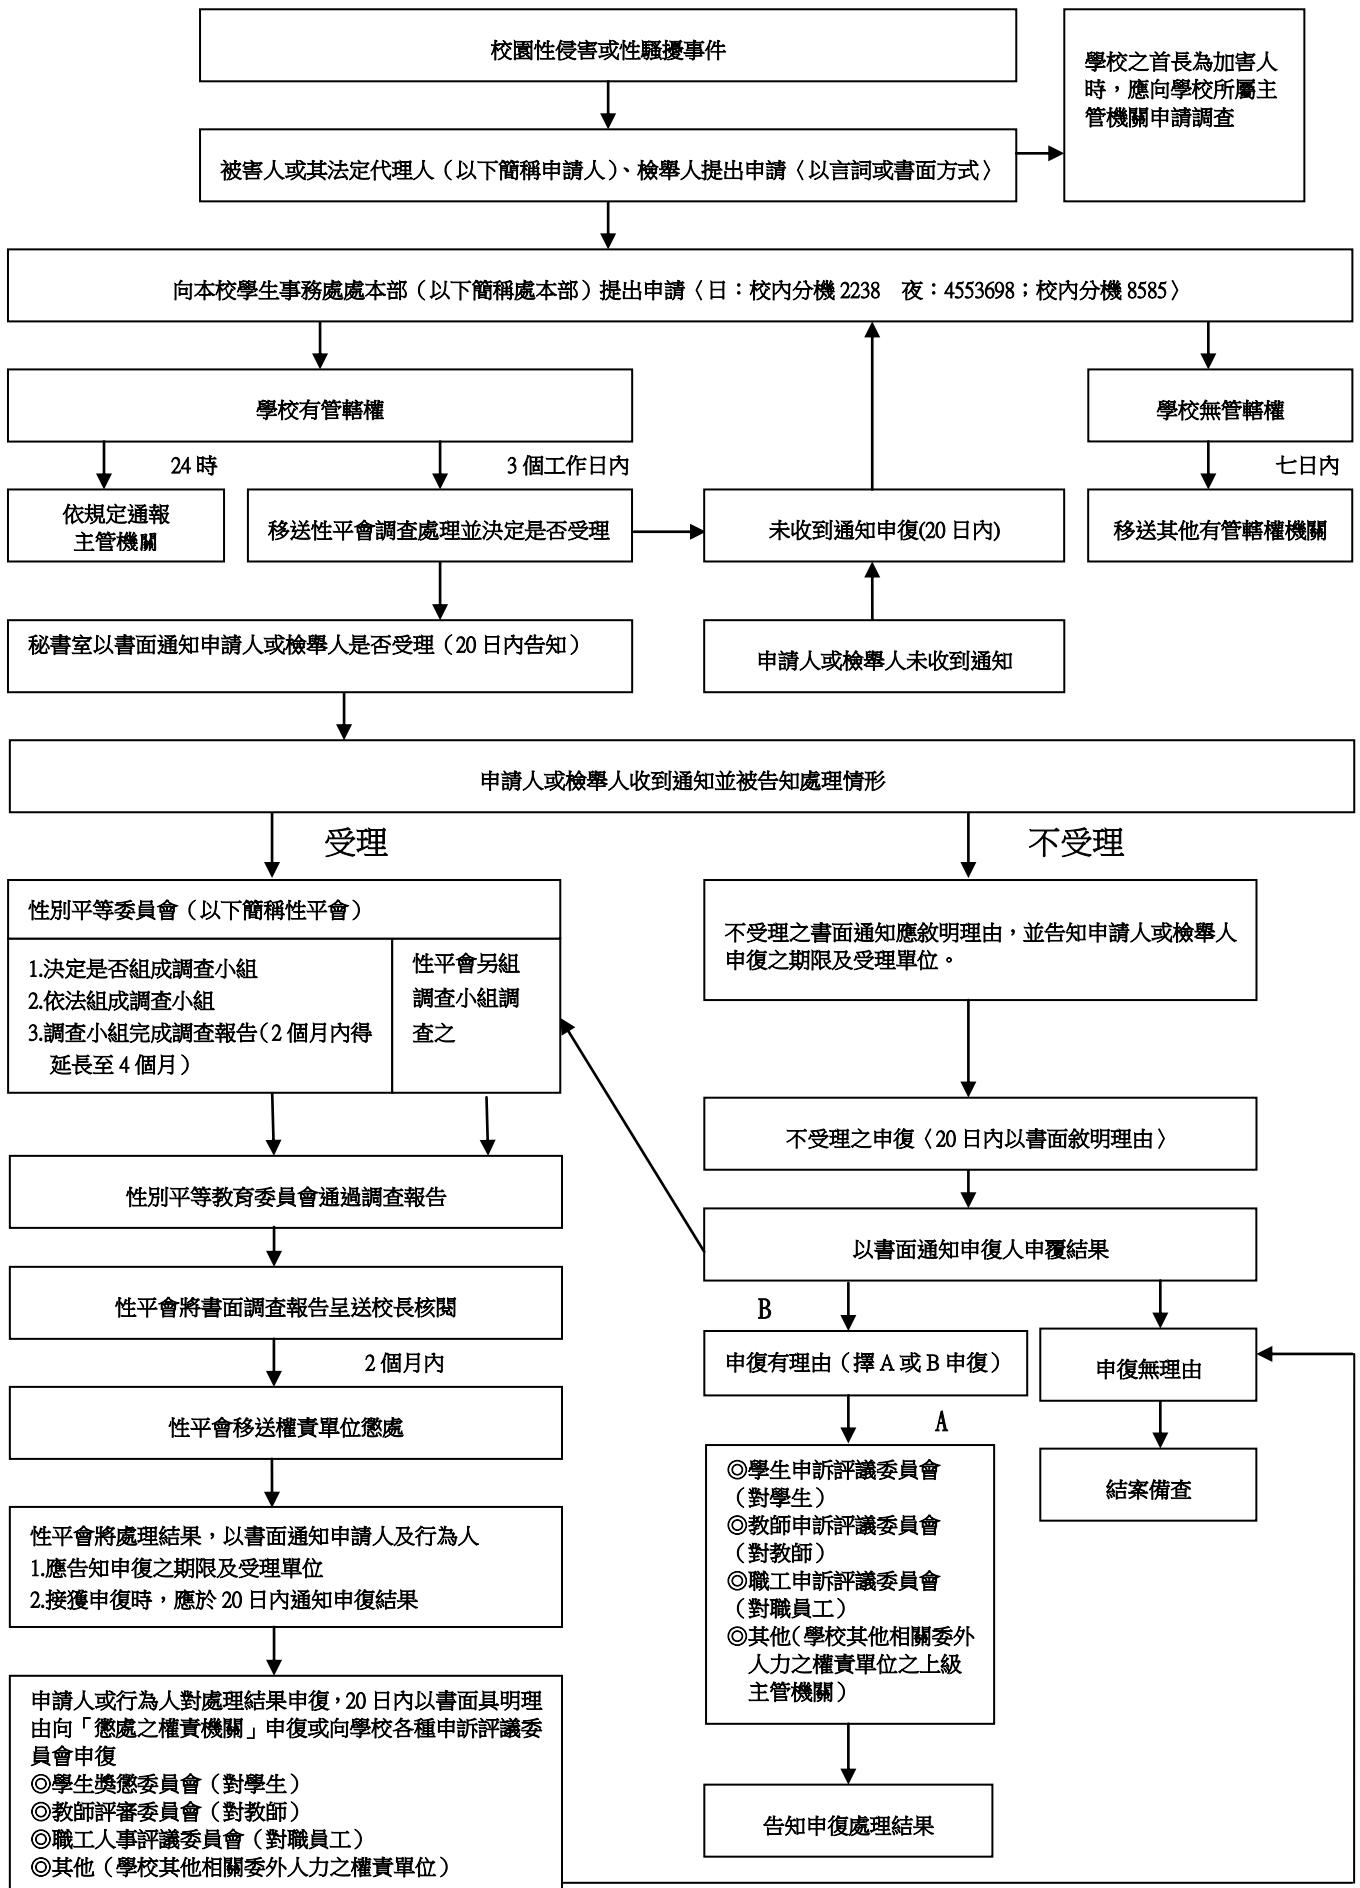 校園性侵害或性騷擾事件
學校之首長為加害人
時，應向學校所屬主
管機關申請調查
被害人或其法定代理人（以下簡稱申請人）、檢舉人提出申請〈以言詞或書面方式〉
向本校學生事務處處本部（以下簡稱處本部）提出申請〈日：校內分機 2238　夜：4553698；校內分機 8585〉
學校有管轄權
學校無管轄權
24 時
3 個工作日內
七日內
依規定通報
主管機關
移送性平會調查處理並決定是否受理
未收到通知申復(20 日內)
移送其他有管轄權機關
秘書室以書面通知申請人或檢舉人是否受理（20 日內告知）
申請人或檢舉人未收到通知
申請人或檢舉人收到通知並被告知處理情形
受理
不受理
性別平等委員會（以下簡稱性平會）
1.決定是否組成調查小組
2.依法組成調查小組
3.調查小組完成調查報告（2 個月內得
延長至 4 個月）
性平會另組
調查小組調
查之
不受理之書面通知應敘明理由，並告知申請人或檢舉人
申復之期限及受理單位。
不受理之申復〈20 日內以書面敘明理由〉
性別平等教育委員會通過調查報告
以書面通知申復人申覆結果
性平會將書面調查報告呈送校長核閱
B
2 個月內
申復有理由（擇 A 或 B 申復）
申復無理由
性平會移送權責單位懲處
A
◎學生申訴評議委員會
（對學生）
◎教師申訴評議委員會
（對教師）
◎職工申訴評議委員會
（對職員工）
◎其他（學校其他相關委外
人力之權責單位之上級
主管機關）
結案備查
性平會將處理結果，以書面通知申請人及行為人
1.應告知申復之期限及受理單位
2.接獲申復時，應於 20 日內通知申復結果
申請人或行為人對處理結果申復，20 日內以書面具明理
由向「懲處之權責機關」申復或向學校各種申訴評議委
員會申復
◎學生獎懲委員會（對學生）
◎教師評審委員會（對教師）
◎職工人事評議委員會（對職員工）
◎其他（學校其他相關委外人力之權責單位）
告知申復處理結果